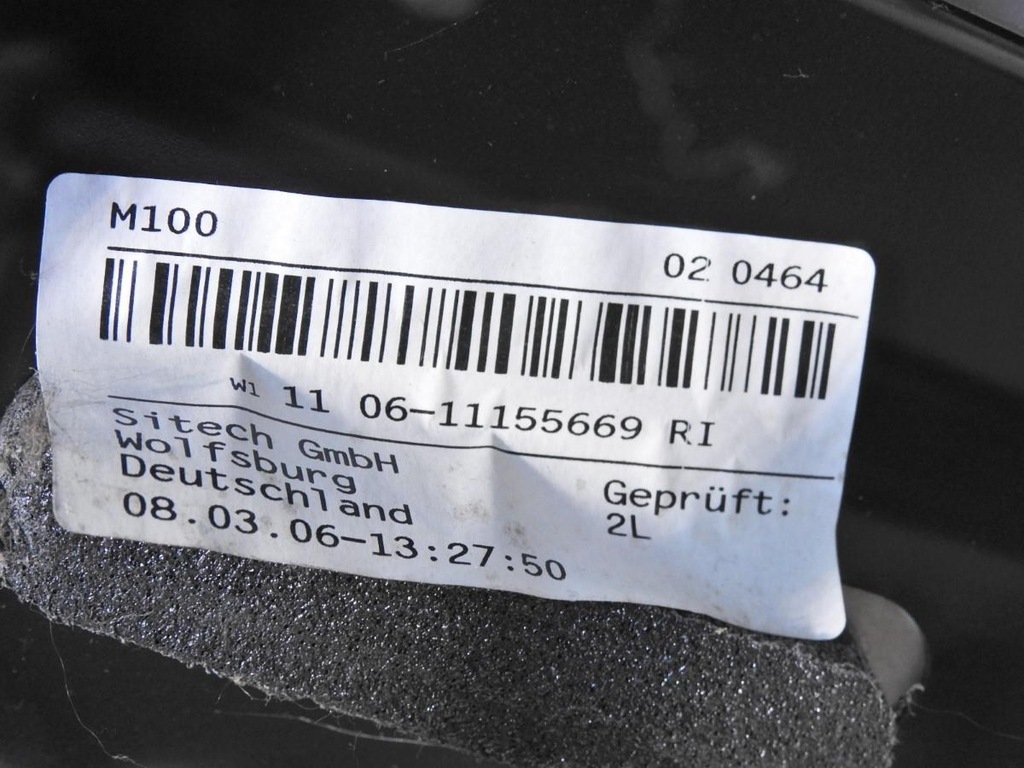 M100
02 0464
W1 11 06-11155669 RI
Sitech GmbH
Wolfsburg
Deutschland
08.03.06-13:27:50
Geprüft:
2L